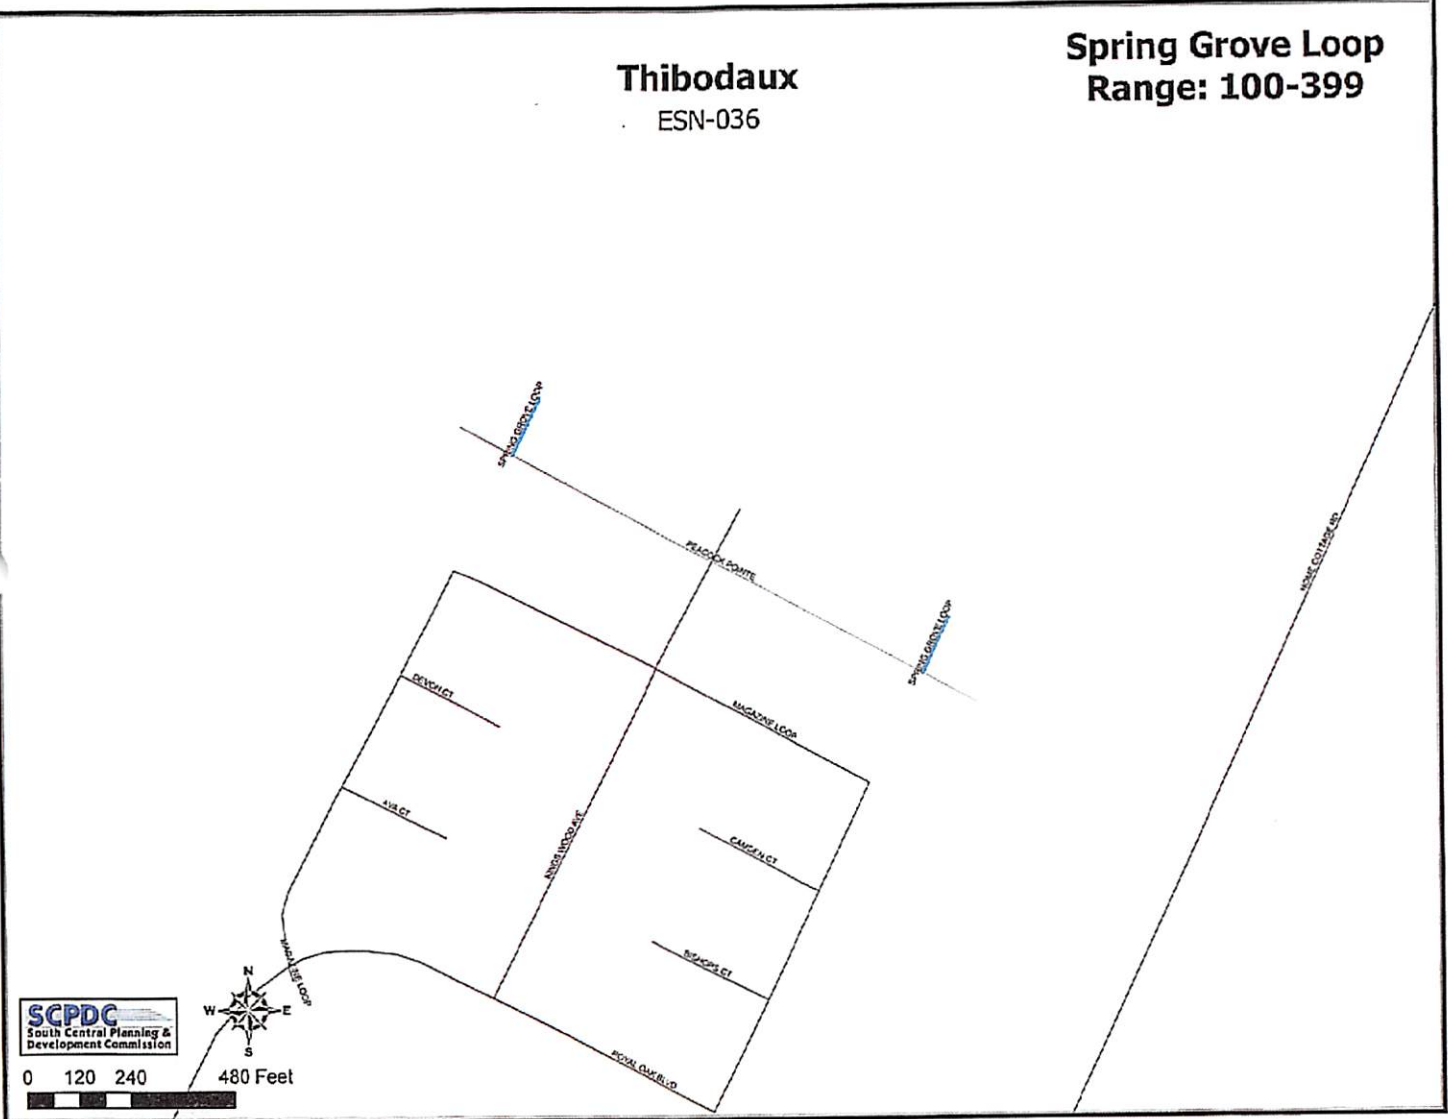 Thibodaux
ESN-036
Spring Grove Loop
Range: 100-399
SPRING GROVE LOOP
PEACOCK POINTE
SPRING GROVE LOOP
HOME COTTAGE RD
DEVON CT
MAGAZINE LOOP
AVA CT
KINGSWOOD AVE
CAMDEN CT
BISHOPS CT
MAGAZINE LOOP
ROYAL OAK BLVD
N
W E
S
SCPDC
South Central Planning &
Development Commission
0 120 240 480 Feet